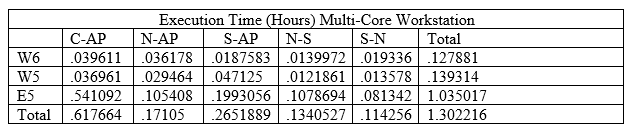 Execution Time (Hours) Multi-Core Workstation
C-AP N-AP S-AP N-S S-N Total
W6 .039611 .036178 .0187583 .0139972 .019336 .127881
W5 .036961 .029464 .047125 .0121861 .013578 .139314
E5 .541092 .105408 .1993056 .1078694 .081342 1.035017
Total .617664 .17105 .2651889 .1340527 .114256 1.302216